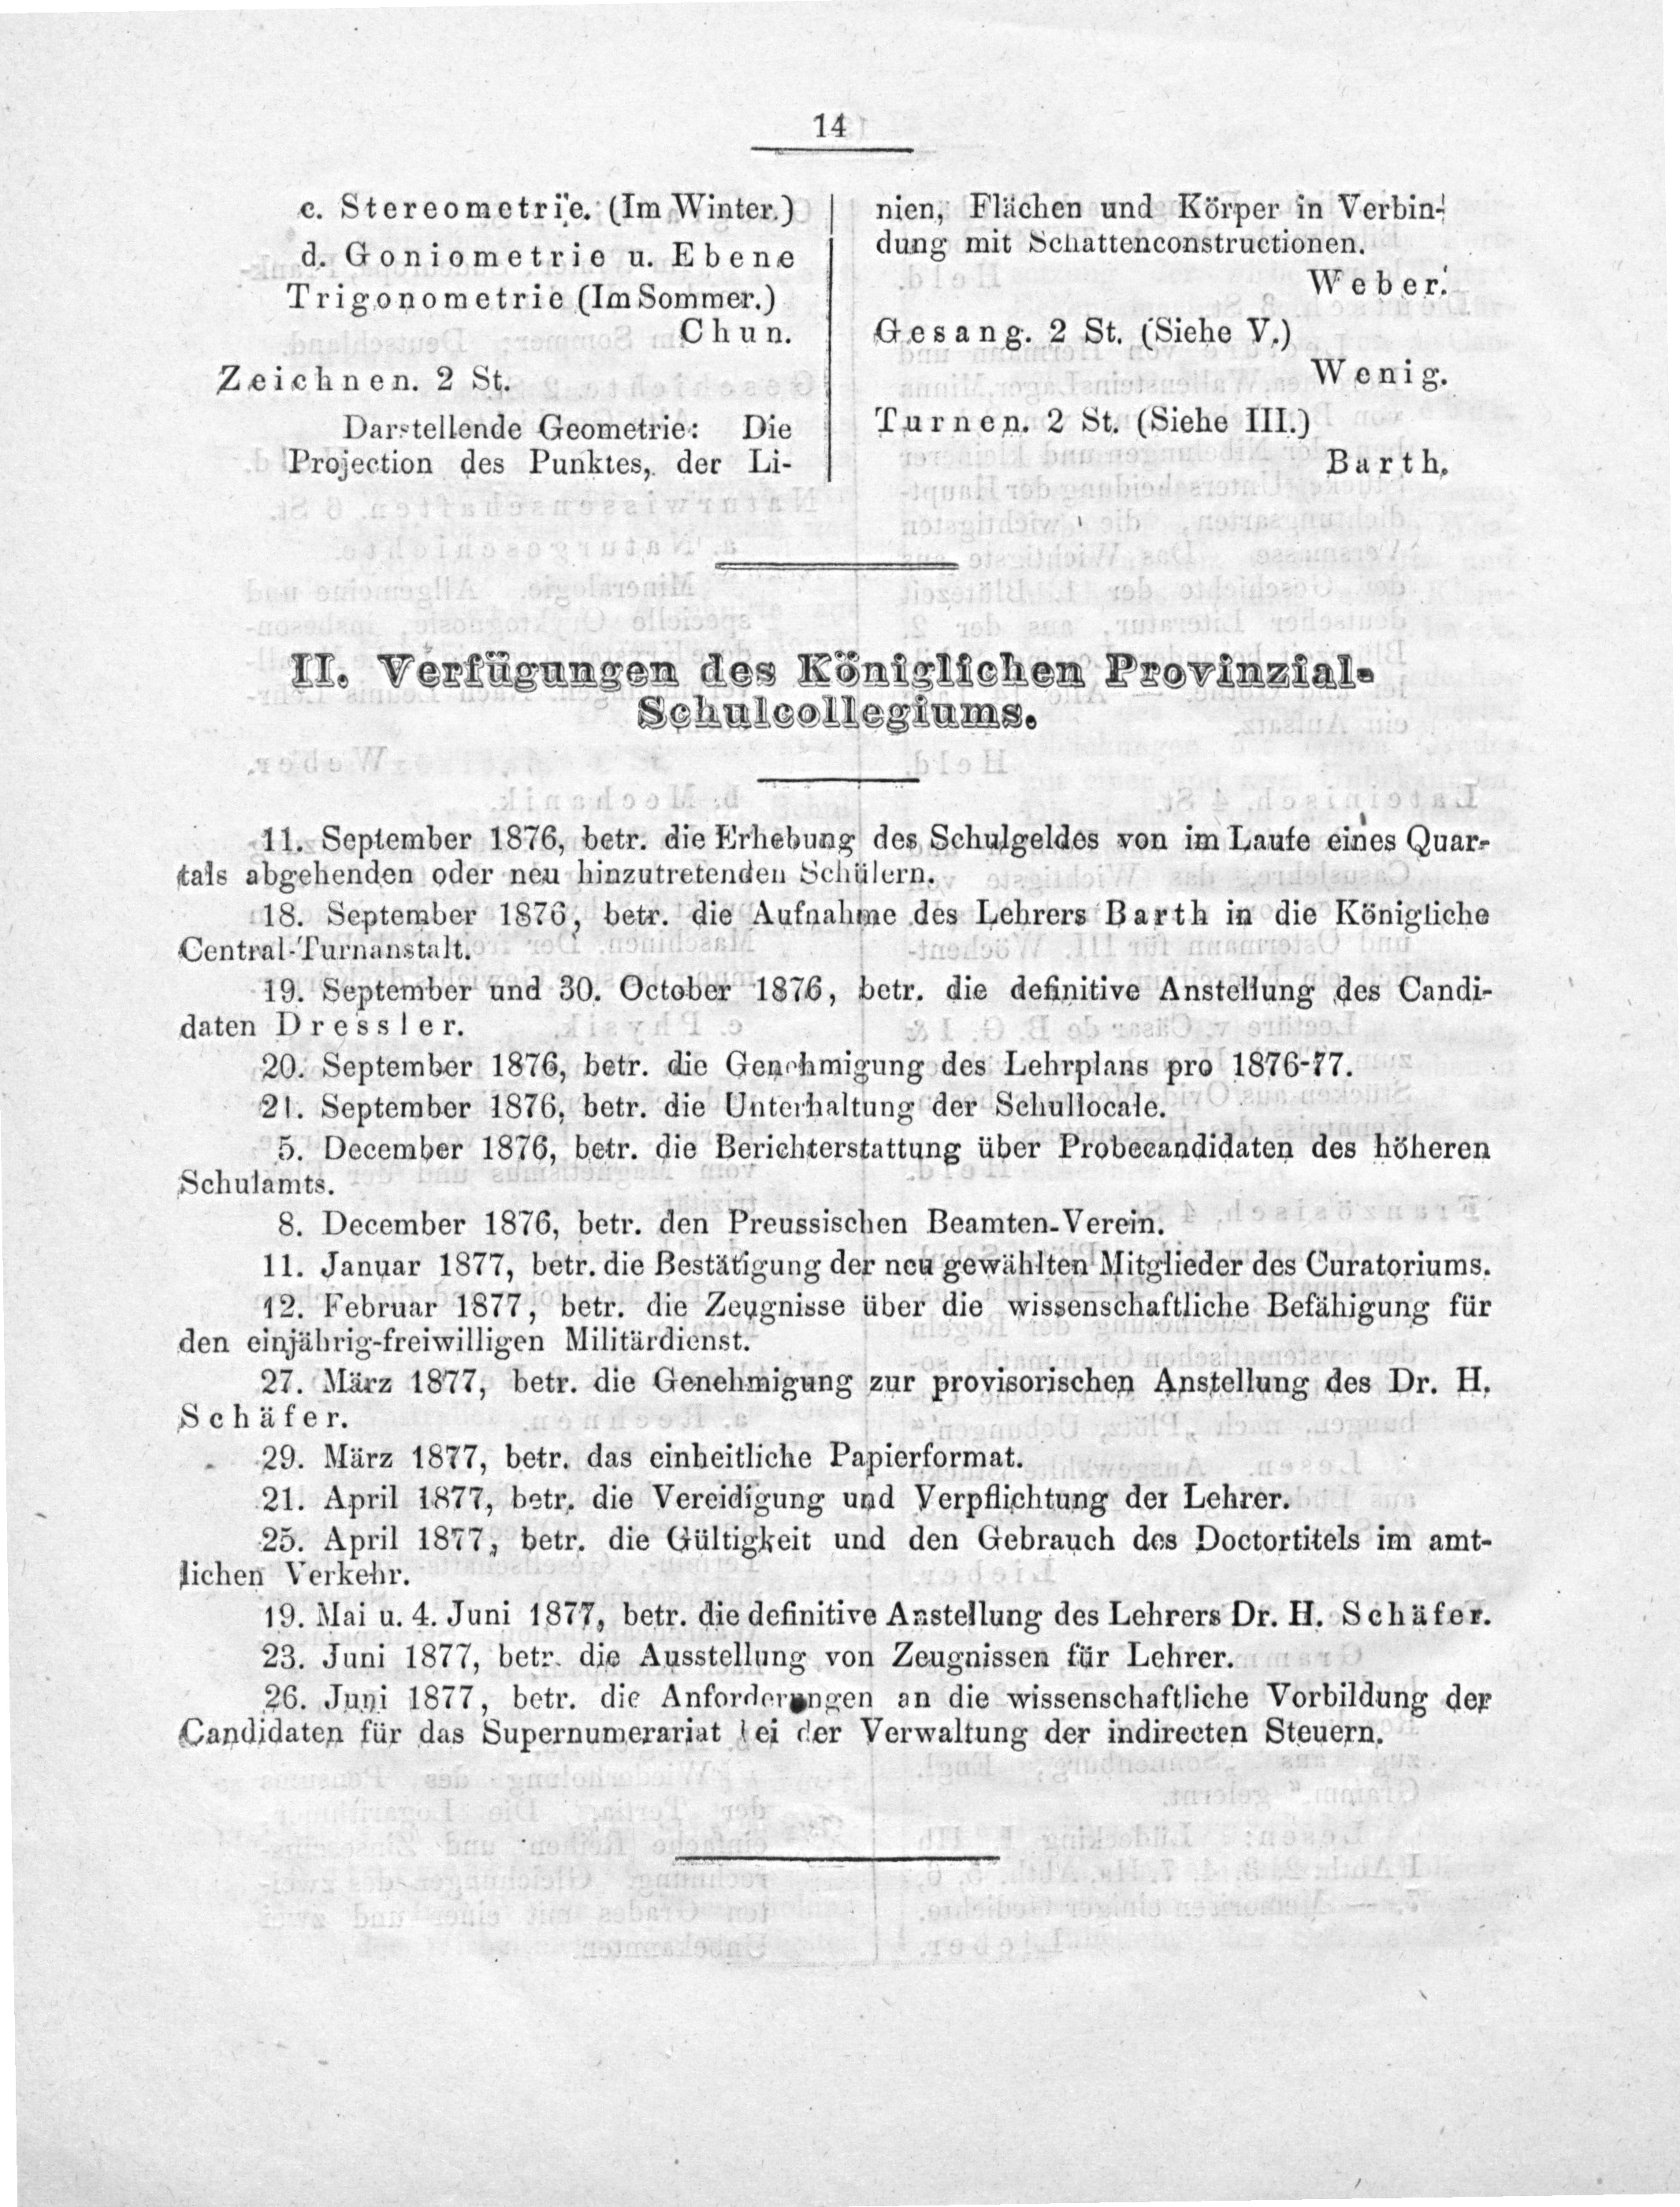 14
c. Stereometrie. (Im Winter.)
d. Goniometrie u. Ebene
Trigonometrie (Im Sommer.)
Chun.
Zeichnen. 2 St.
Darstellende Geometrie: Die
Projection des Punktes, der Li-
nien, Flächen und Körper in Verbin-
dung mit Schattenconstructionen.
Weber.
Gesang. 2 St. (Siehe V.)
Wenig.
Turnen. 2 St. (Siehe III.)
Barth.
II. Verfügungen des Königlichen Provinzial-
Schulcollegiums.
11. September 1876, betr. die Erhebung des Schulgeldes von im Laufe eines Quar-
tals abgehenden oder neu hinzutretenden Schülern.
18. September 1876, betr. die Aufnahme des Lehrers Barth in die Königliche
Central-Turnanstalt.
19. September und 30. October 1876, betr. die definitive Anstellung des Candi-
daten Dressler.
20. September 1876, betr. die Genehmigung des Lehrplans pro 1876-77.
21. September 1876, betr. die Unterhaltung der Schullocale.
5. December 1876, betr. die Berichterstattung über Probecandidaten des höheren
Schulamts.
8. December 1876, betr. den Preussischen Beamten-Verein.
11. Januar 1877, betr. die Bestätigung der neu gewählten Mitglieder des Curatoriums.
12. Februar 1877, betr. die Zeugnisse über die wissenschaftliche Befähigung für
den einjährig-freiwilligen Militärdienst.
27. März 1877, betr. die Genehmigung zur provisorischen Anstellung des Dr. H.
Schäfer.
29. März 1877, betr. das einheitliche Papierformat.
21. April 1877, betr. die Vereidigung und Verpflichtung der Lehrer.
25. April 1877, betr. die Gültigkeit und den Gebrauch des Doctortitels im amt-
lichen Verkehr.
19. Mai u. 4. Juni 1877, betr. die definitive Anstellung des Lehrers Dr. H. Schäfer.
23. Juni 1877, betr. die Ausstellung von Zeugnissen für Lehrer.
26. Juni 1877, betr. die Anforderungen an die wissenschaftliche Vorbildung der
Candidaten für das Supernumerariat bei der Verwaltung der indirecten Steuern.